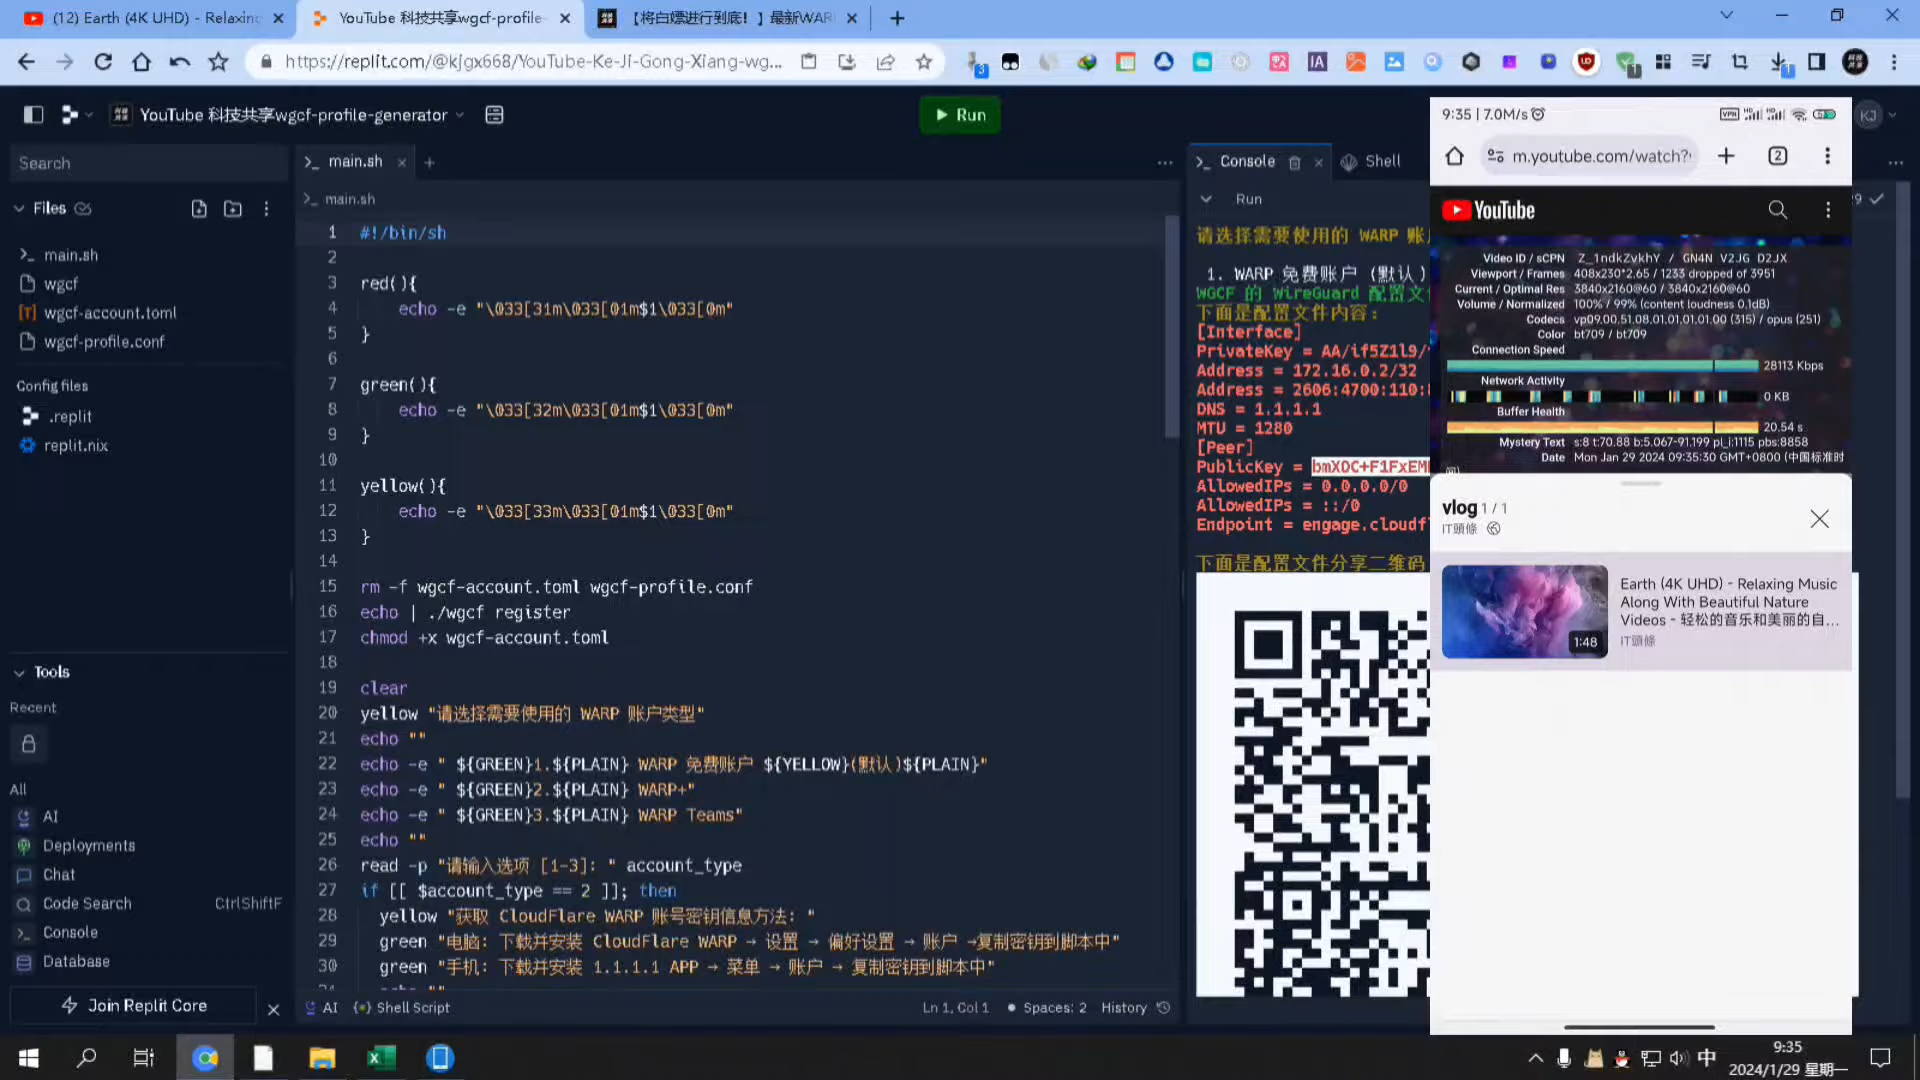 (12) Earth (4K UHD) - Relaxing
YouTube 科技共享wgcf-profile-
【将白嫖进行到底！】最新WAR
https://replit.com/@kjgx668/YouTube-Ke-Ji-Gong-Xiang-wg...
YouTube 科技共享wgcf-profile-generator
Run
KJ
Search
Files
main.sh
wgcf
wgcf-account.toml
wgcf-profile.conf
Config files
.replit
replit.nix
Tools
Recent
All
AI
Deployments
Chat
Code Search CtrlShiftF
Console
Database
Join Replit Core
main.sh
main.sh
1 #!/bin/sh
2
3 red(){
4 echo -e "\033[31m\033[01m$1\033[0m"
5 }
6
7 green(){
8 echo -e "\033[32m\033[01m$1\033[0m"
9 }
10
11 yellow(){
12 echo -e "\033[33m\033[01m$1\033[0m"
13 }
14
15 rm -f wgcf-account.toml wgcf-profile.conf
16 echo | ./wgcf register
17 chmod +x wgcf-account.toml
18
19 clear
20 yellow "请选择需要使用的 WARP 账户类型"
21 echo ""
22 echo -e " ${GREEN}1.${PLAIN} WARP 免费账户 ${YELLOW}(默认)${PLAIN}"
23 echo -e " ${GREEN}2.${PLAIN} WARP+"
24 echo -e " ${GREEN}3.${PLAIN} WARP Teams"
25 echo ""
26 read -p "请输入选项 [1-3]: " account_type
27 if [[ $account_type == 2 ]]; then
28 yellow "获取 CloudFlare WARP 账号密钥信息方法: "
29 green "电脑: 下载并安装 CloudFlare WARP → 设置 → 偏好设置 → 账户 →复制密钥到脚本中"
30 green "手机: 下载并安装 1.1.1.1 APP → 菜单 → 账户 → 复制密钥到脚本中"
AI Shell Script
Ln 1, Col 1 Spaces: 2 History
Console Shell
Run
请选择需要使用的 WARP 账
1. WARP 免费账户 (默认)
WGCF 的 WireGuard 配置文
下面是配置文件内容:
[Interface]
PrivateKey = AA/if5Z1l9/
Address = 172.16.0.2/32
Address = 2606:4700:110:
DNS = 1.1.1.1
MTU = 1280
[Peer]
PublicKey = bmXOC+F1FxEM
AllowedIPs = 0.0.0.0/0
AllowedIPs = ::/0
Endpoint = engage.cloudf
下面是配置文件分享二维码
9:35 | 7.0M/s
VPN
m.youtube.com/watch?
2
YouTube
Video ID / sCPN Z_1ndkZvkhY / GN4N V2JG D2JX
Viewport / Frames 408x230*2.65 / 1233 dropped of 3951
Current / Optimal Res 3840x2160@60 / 3840x2160@60
Volume / Normalized 100% / 99% (content loudness 0.1dB)
Codecs vp09.00.51.08.01.01.01.01.00 (315) / opus (251)
Color bt709 / bt709
Connection Speed 28113 Kbps
Network Activity 0 KB
Buffer Health 20.54 s
Mystery Text s:8 t:70.88 b:5.067-91.199 pl_i:1115 pbs:8858
Date Mon Jan 29 2024 09:35:30 GMT+0800 (中国标准时
间)
vlog 1 / 1
IT頭條
Earth (4K UHD) - Relaxing Music
Along With Beautiful Nature
Videos - 轻松的音乐和美丽的自...
IT頭條
1:48
中
9:35
2024/1/29 星期一